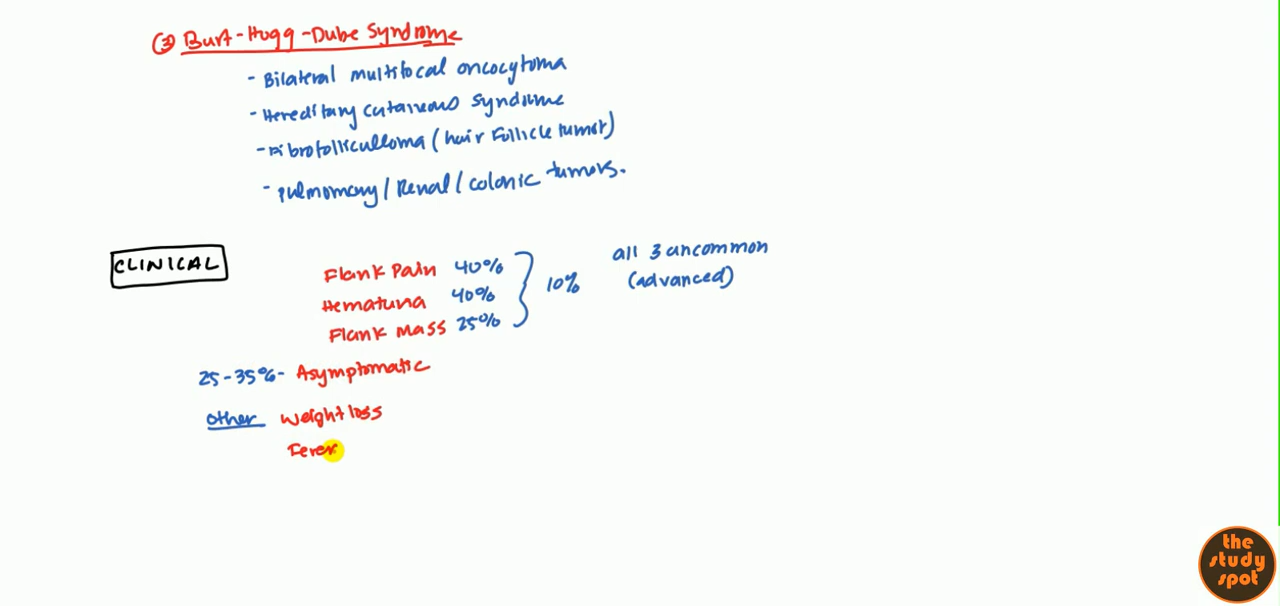 (3) Burt-Hogg-Dube Syndrome
- Bilateral multifocal oncocytoma
- Hereditary cutaneous syndrome
- Fibrofolliculloma (hair follicle tumor)
- Pulmonary / Renal / colonic tumors.
CLINICAL
Flank Pain 40%
Hematuria 40%
Flank mass 25%
10%
all 3 uncommon
(advanced)
25-35% - Asymptomatic
other weight loss
Fever
the
study
spot